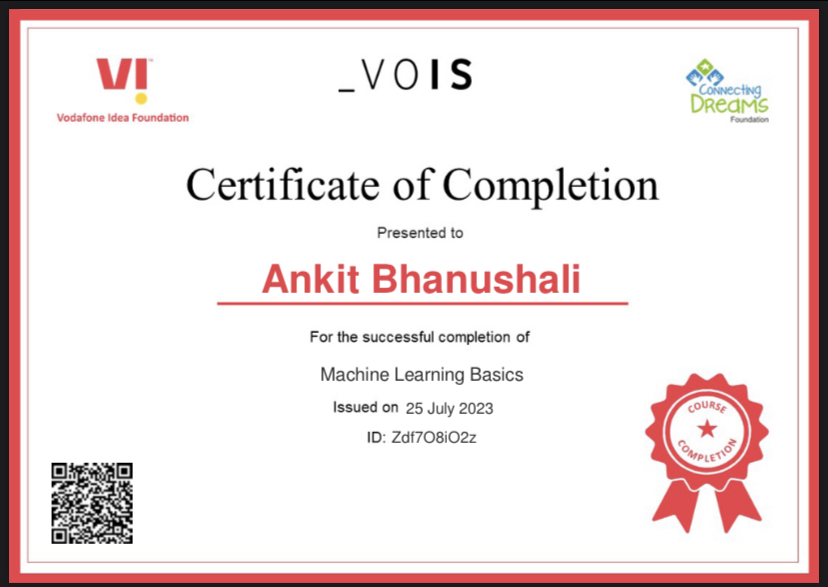 VI™
Vodafone Idea Foundation
_VOIS
Connecting
Dreams
Foundation
Certificate of Completion
Presented to
Ankit Bhanushali
For the successful completion of
Machine Learning Basics
Issued on 25 July 2023
ID: Zdf7O8iO2z
COURSE
COMPLETION